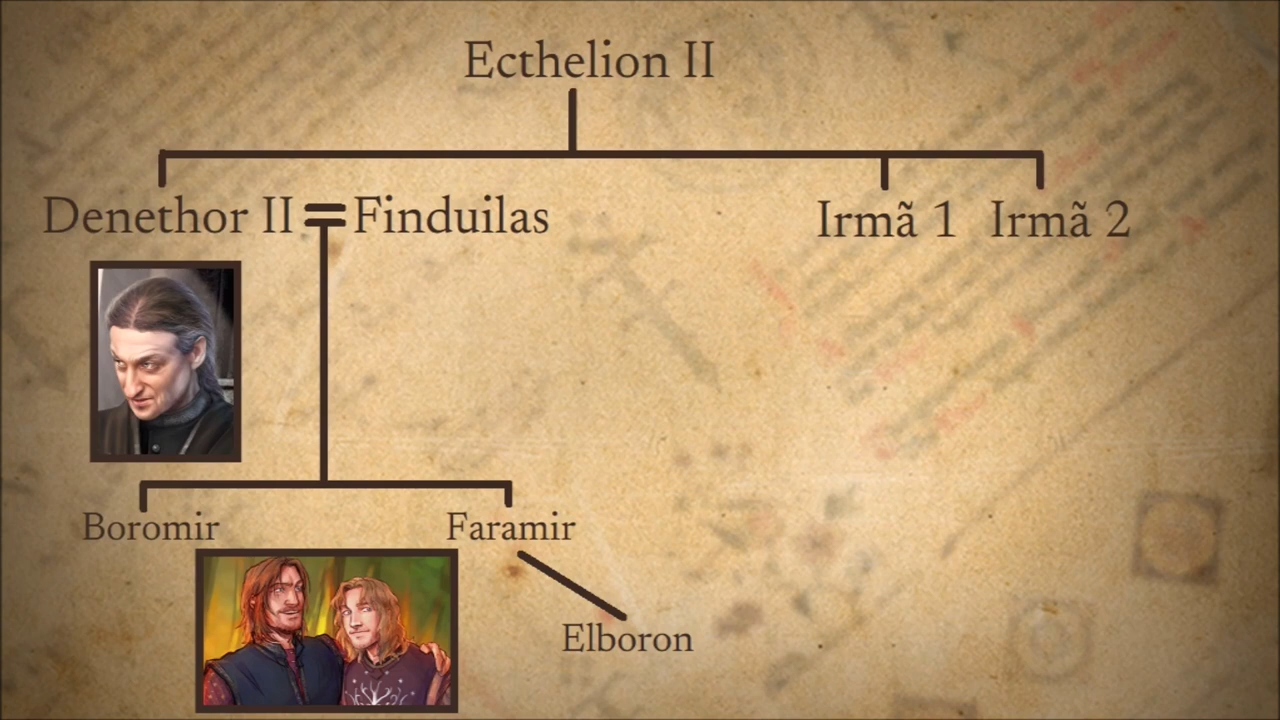 Ecthelion II
Denethor II = Finduilas
Irmã 1 Irmã 2
Boromir
Faramir
Elboron